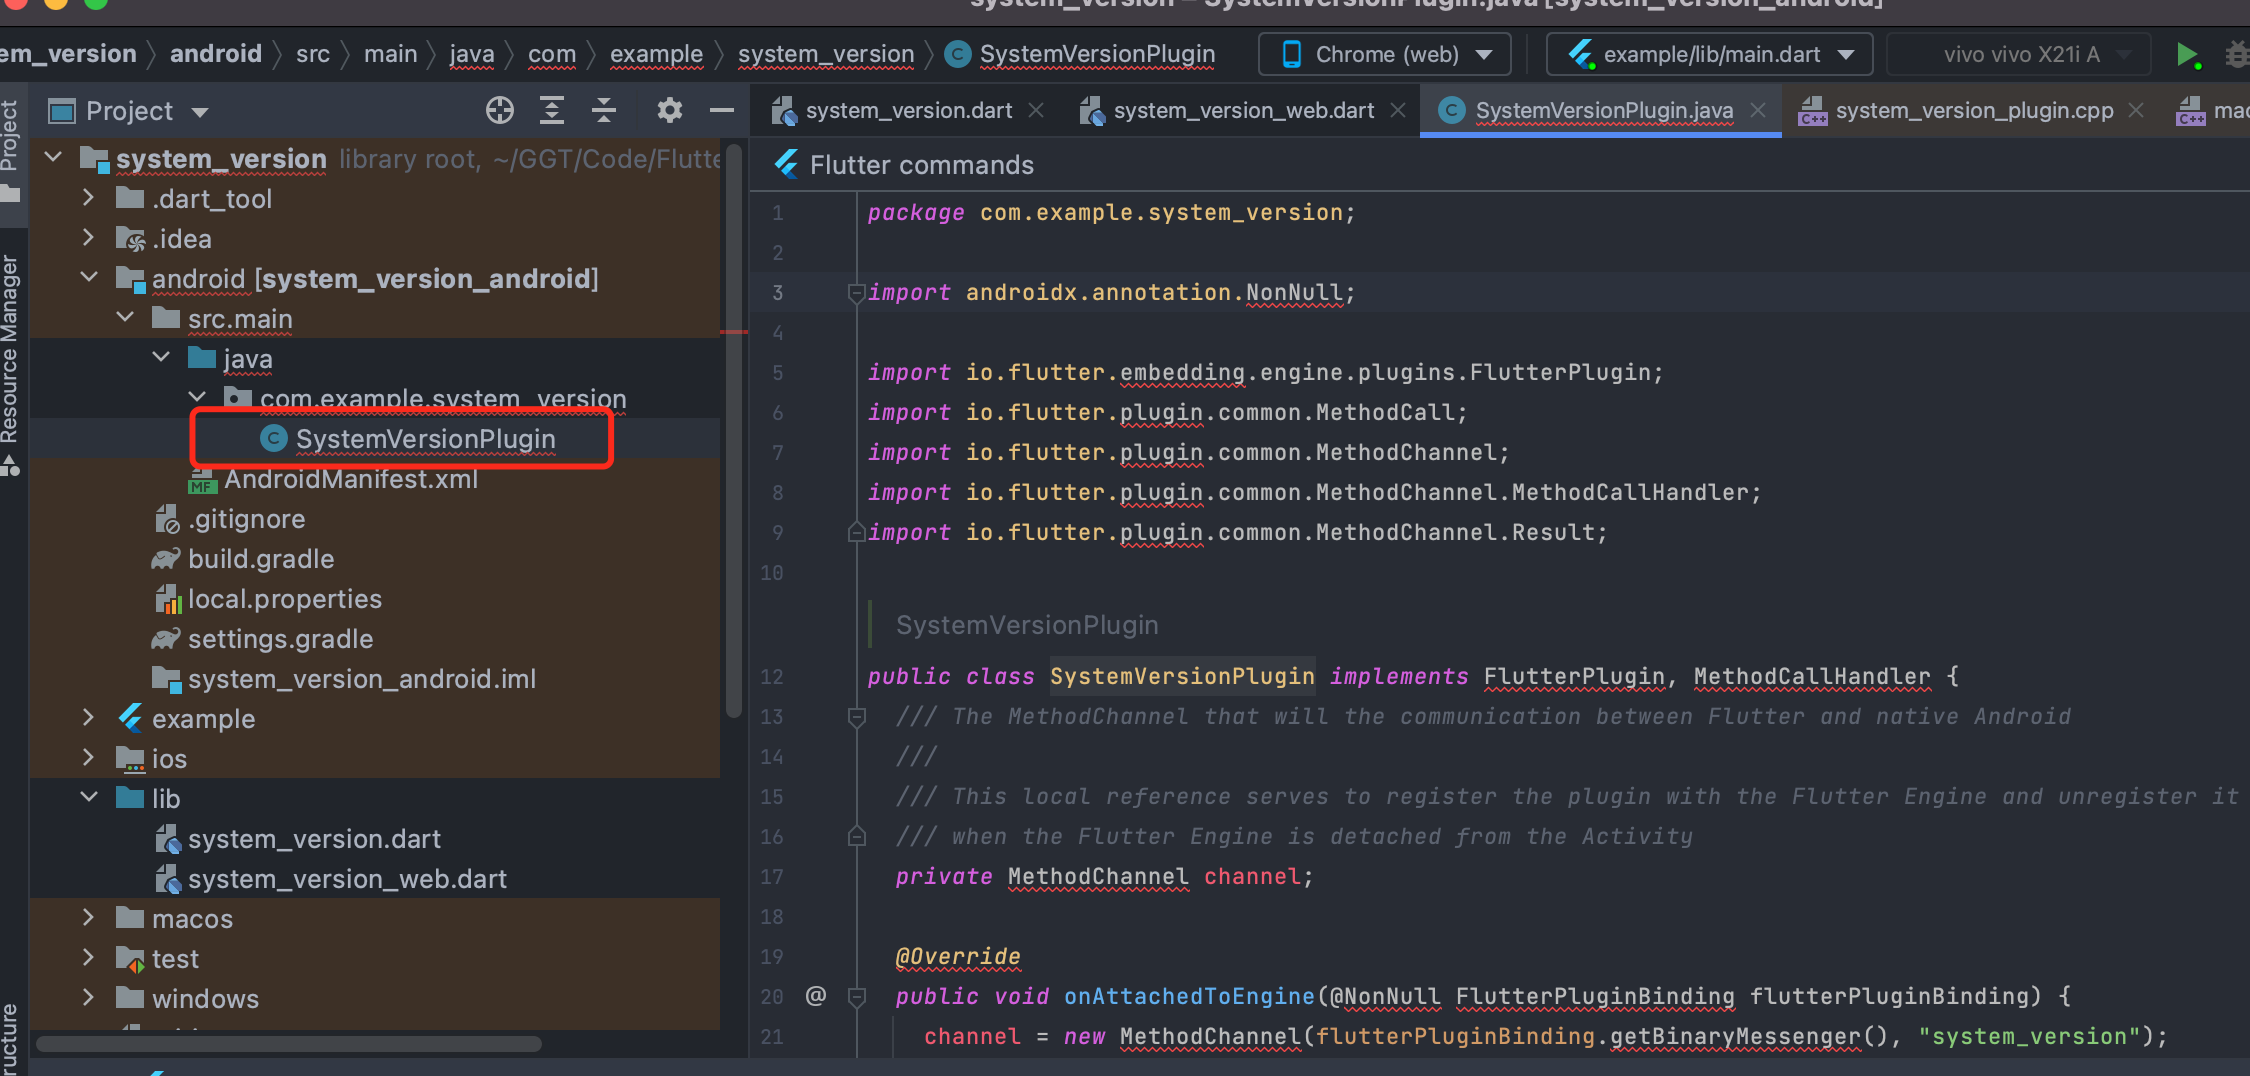 system_version – SystemVersionPlugin.java [system_version_android]
em_version android src main java com example system_version SystemVersionPlugin Chrome (web) example/lib/main.dart vivo vivo X21i A
Project
system_version.dart system_version_web.dart SystemVersionPlugin.java system_version_plugin.cpp mac
Project
Resource Manager
ructure
system_version library root, ~/GGT/Code/Flutte
.dart_tool
.idea
android [system_version_android]
src.main
java
com.example.system_version
SystemVersionPlugin
MF AndroidManifest.xml
.gitignore
build.gradle
local.properties
settings.gradle
system_version_android.iml
example
ios
lib
system_version.dart
system_version_web.dart
macos
test
windows
Flutter commands
1 package com.example.system_version;
2
3 import androidx.annotation.NonNull;
4
5 import io.flutter.embedding.engine.plugins.FlutterPlugin;
6 import io.flutter.plugin.common.MethodCall;
7 import io.flutter.plugin.common.MethodChannel;
8 import io.flutter.plugin.common.MethodChannel.MethodCallHandler;
9 import io.flutter.plugin.common.MethodChannel.Result;
10
SystemVersionPlugin
12 public class SystemVersionPlugin implements FlutterPlugin, MethodCallHandler {
13 /// The MethodChannel that will the communication between Flutter and native Android
14 ///
15 /// This local reference serves to register the plugin with the Flutter Engine and unregister it
16 /// when the Flutter Engine is detached from the Activity
17 private MethodChannel channel;
18
19 @Override
20 @ public void onAttachedToEngine(@NonNull FlutterPluginBinding flutterPluginBinding) {
21 channel = new MethodChannel(flutterPluginBinding.getBinaryMessenger(), "system_version");